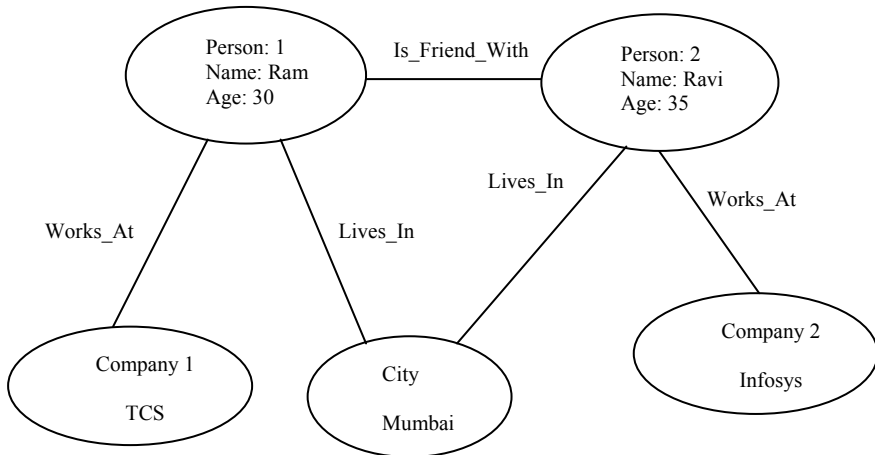 Person: 1
Name: Ram
Age: 30
Is_Friend_With
Person: 2
Name: Ravi
Age: 35
Works_At
Lives_In
Lives_In
Works_At
Company 1
TCS
City
Mumbai
Company 2
Infosys